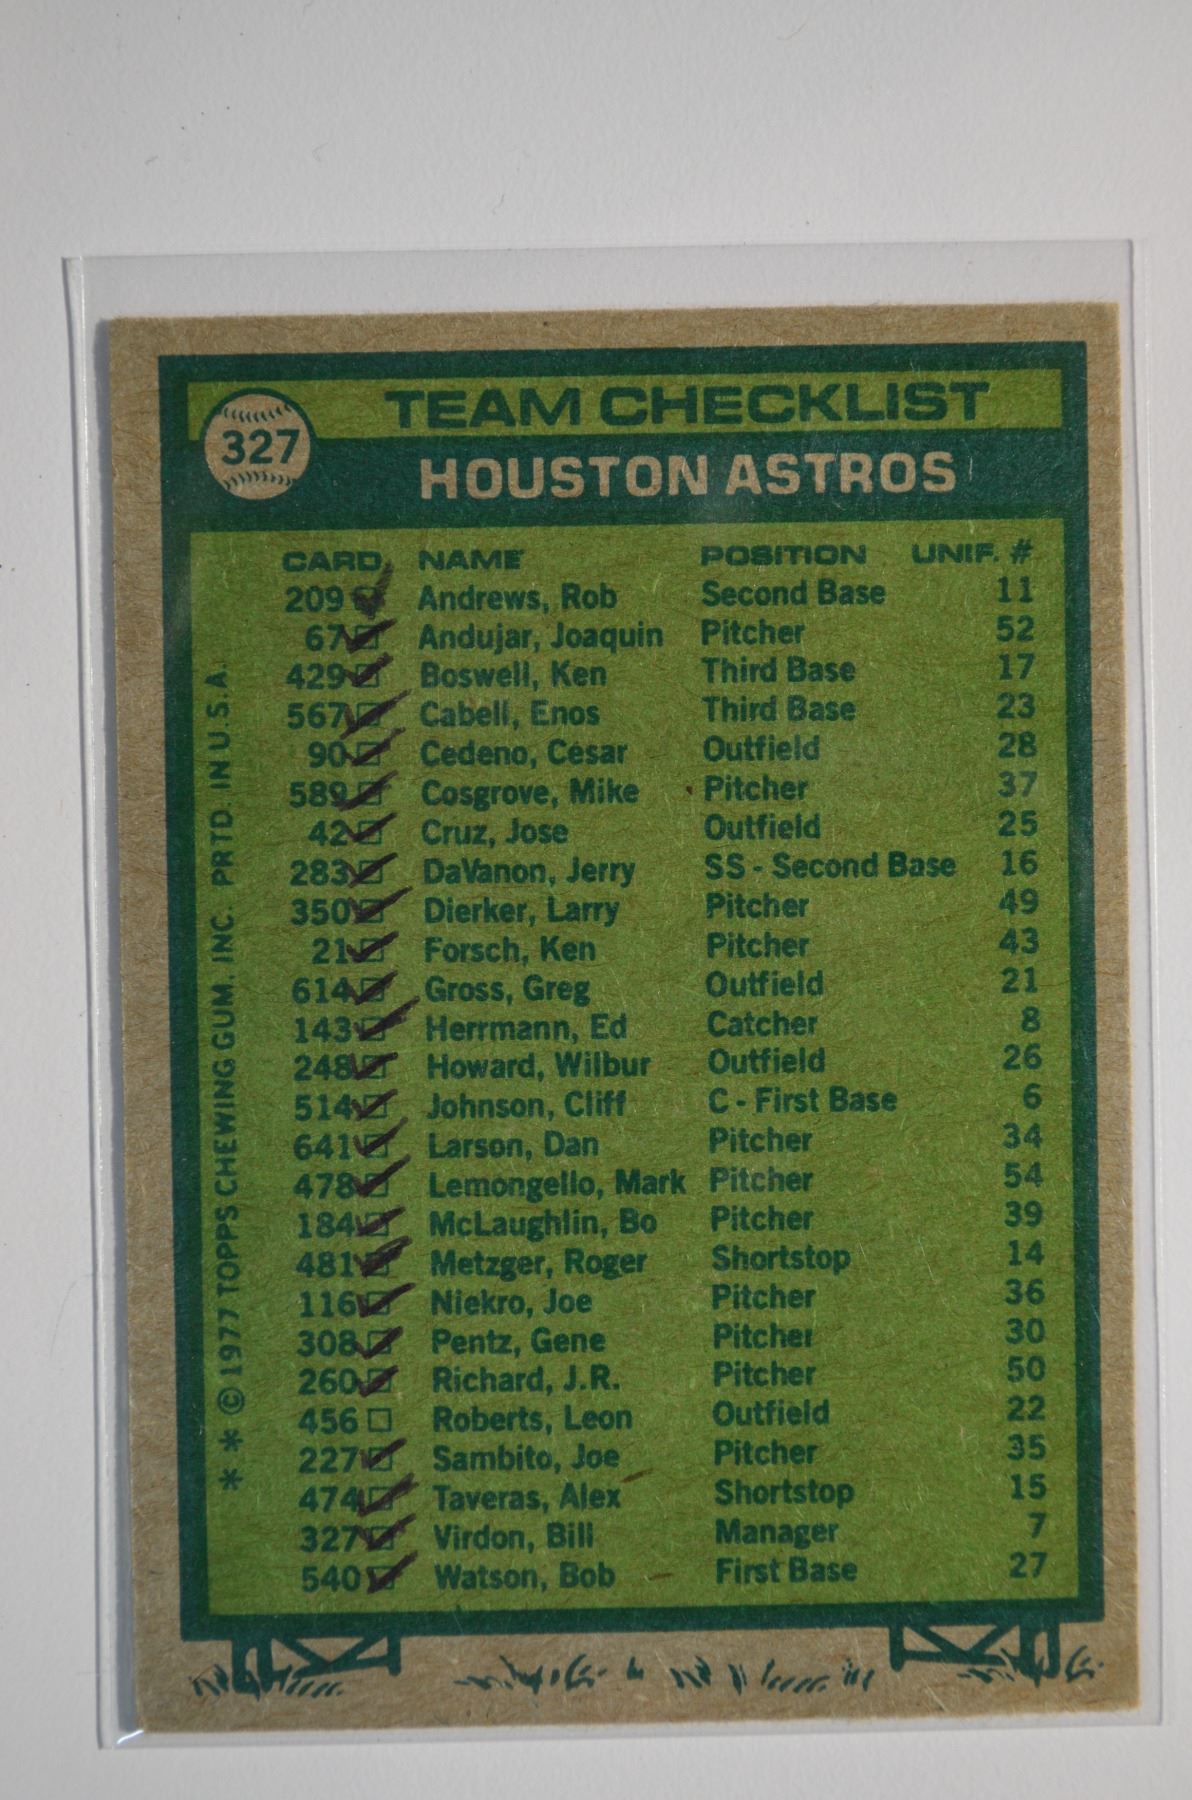 327
TEAM CHECKLIST
HOUSTON ASTROS
CARD NAME POSITION UNIF. #
209 Andrews, Rob Second Base 11
67 Andujar, Joaquin Pitcher 52
429 Boswell, Ken Third Base 17
567 Cabell, Enos Third Base 23
90 Cedeno, Cesar Outfield 28
589 Cosgrove, Mike Pitcher 37
42 Cruz, Jose Outfield 25
283 DaVanon, Jerry SS - Second Base 16
350 Dierker, Larry Pitcher 49
21 Forsch, Ken Pitcher 43
614 Gross, Greg Outfield 21
143 Herrmann, Ed Catcher 8
248 Howard, Wilbur Outfield 26
514 Johnson, Cliff C - First Base 6
641 Larson, Dan Pitcher 34
478 Lemongello, Mark Pitcher 54
184 McLaughlin, Bo Pitcher 39
481 Metzger, Roger Shortstop 14
116 Niekro, Joe Pitcher 36
308 Pentz, Gene Pitcher 30
260 Richard, J.R. Pitcher 50
456 Roberts, Leon Outfield 22
227 Sambito, Joe Pitcher 35
474 Taveras, Alex Shortstop 15
327 Virdon, Bill Manager 7
540 Watson, Bob First Base 27
* * © 1977 TOPPS CHEWING GUM, INC. PRTD. IN U.S.A.